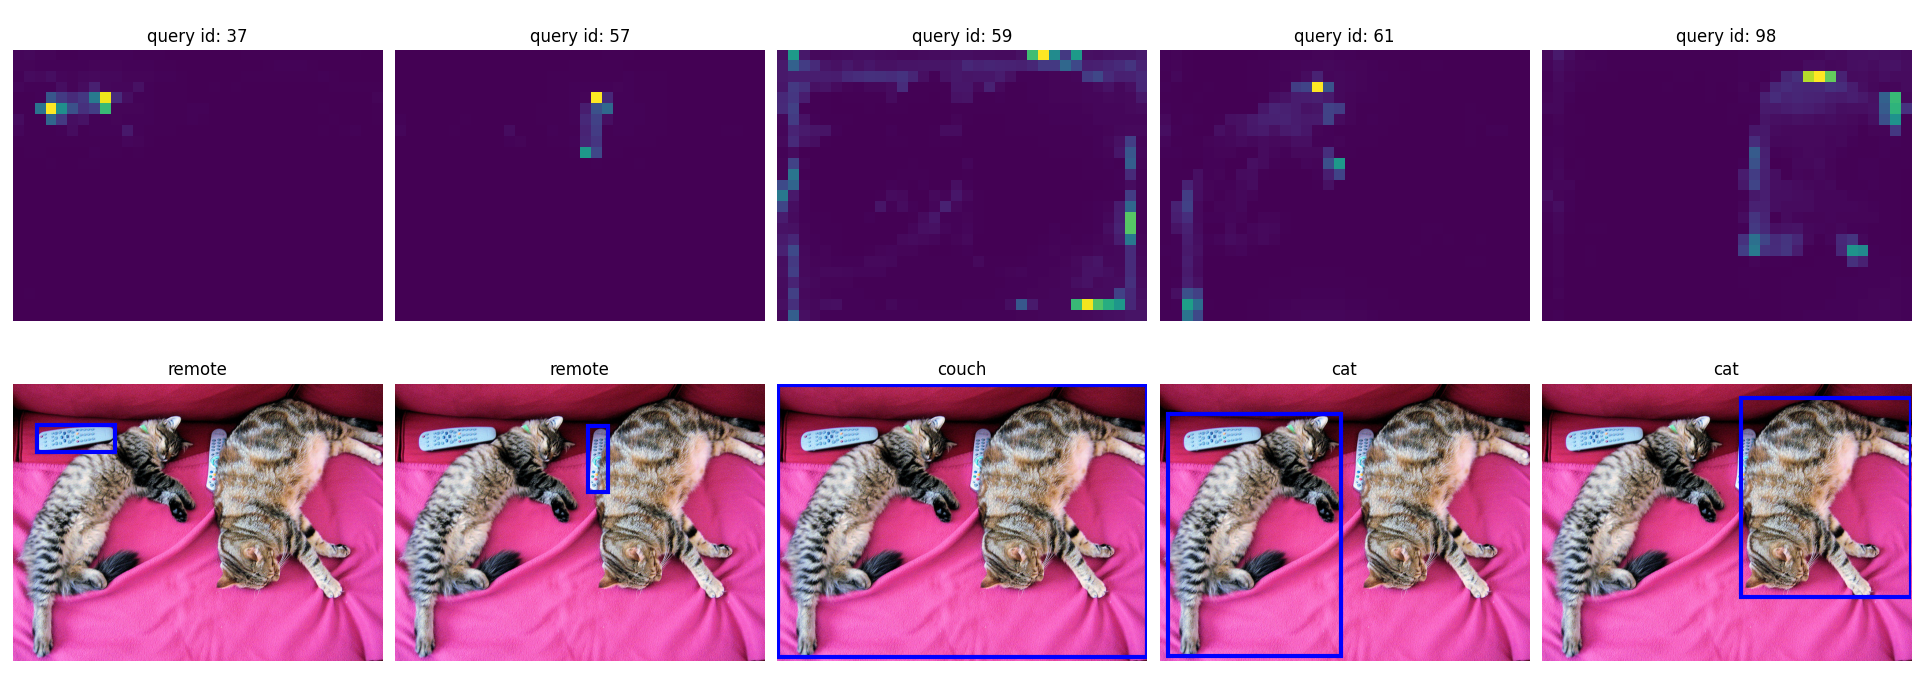 query id: 37
query id: 57
query id: 59
query id: 61
query id: 98
remote
remote
couch
cat
cat